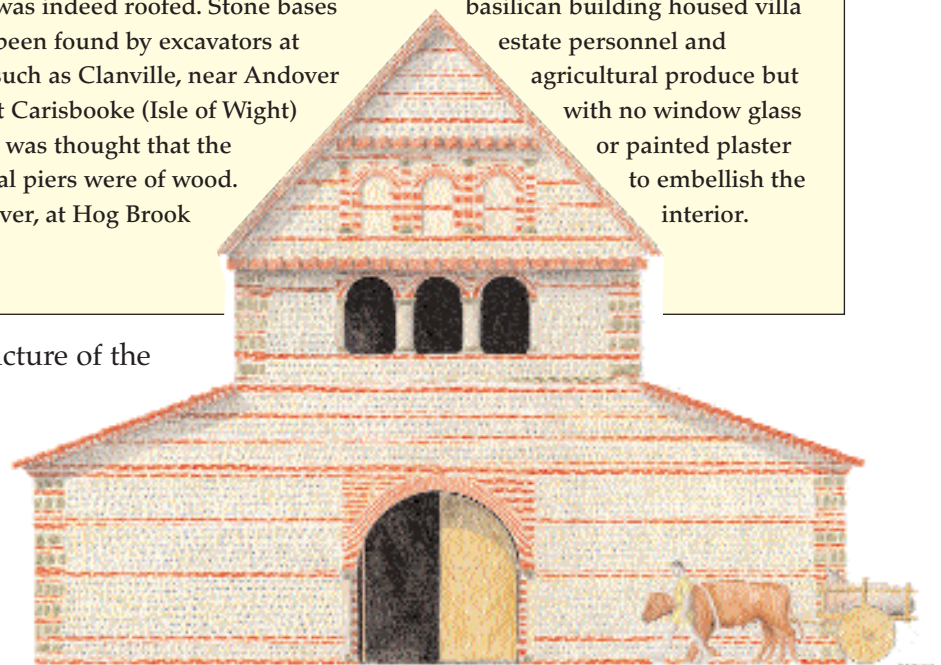 was indeed roofed. Stone bases
been found by excavators at
such as Clanville, near Andover
t Carisbooke (Isle of Wight)
was thought that the
al piers were of wood.
ver, at Hog Brook
basilican building housed villa
estate personnel and
agricultural produce but
with no window glass
or painted plaster
to embellish the
interior.
icture of the